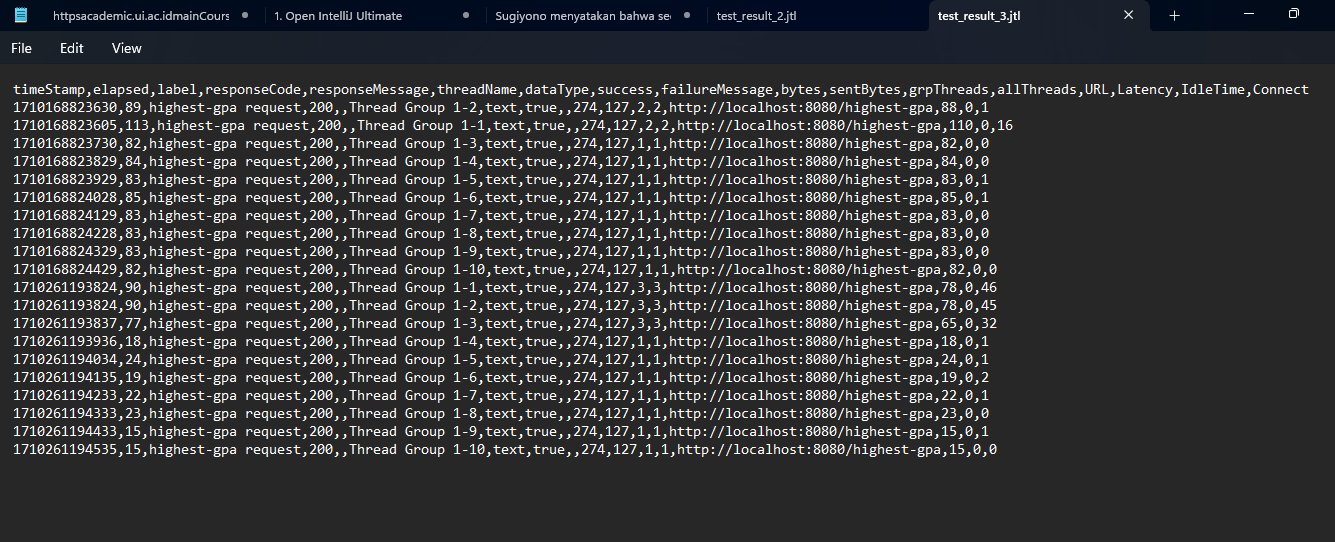 httpsacademic.ui.ac.idmainCours
1. Open IntelliJ Ultimate
Sugiyono menyatakan bahwa se
test_result_2.jtl
test_result_3.jtl
File Edit View
timeStamp,elapsed,label,responseCode,responseMessage,threadName,dataType,success,failureMessage,bytes,sentBytes,grpThreads,allThreads,URL,Latency,IdleTime,Connect
1710168823630,89,highest-gpa request,200,,Thread Group 1-2,text,true,,274,127,2,2,http://localhost:8080/highest-gpa,88,0,1
1710168823605,113,highest-gpa request,200,,Thread Group 1-1,text,true,,274,127,2,2,http://localhost:8080/highest-gpa,110,0,16
1710168823730,82,highest-gpa request,200,,Thread Group 1-3,text,true,,274,127,1,1,http://localhost:8080/highest-gpa,82,0,0
1710168823829,84,highest-gpa request,200,,Thread Group 1-4,text,true,,274,127,1,1,http://localhost:8080/highest-gpa,84,0,0
1710168823929,83,highest-gpa request,200,,Thread Group 1-5,text,true,,274,127,1,1,http://localhost:8080/highest-gpa,83,0,1
1710168824028,85,highest-gpa request,200,,Thread Group 1-6,text,true,,274,127,1,1,http://localhost:8080/highest-gpa,85,0,1
1710168824129,83,highest-gpa request,200,,Thread Group 1-7,text,true,,274,127,1,1,http://localhost:8080/highest-gpa,83,0,0
1710168824228,83,highest-gpa request,200,,Thread Group 1-8,text,true,,274,127,1,1,http://localhost:8080/highest-gpa,83,0,0
1710168824329,83,highest-gpa request,200,,Thread Group 1-9,text,true,,274,127,1,1,http://localhost:8080/highest-gpa,83,0,0
1710168824429,82,highest-gpa request,200,,Thread Group 1-10,text,true,,274,127,1,1,http://localhost:8080/highest-gpa,82,0,0
1710261193824,90,highest-gpa request,200,,Thread Group 1-1,text,true,,274,127,3,3,http://localhost:8080/highest-gpa,78,0,46
1710261193824,90,highest-gpa request,200,,Thread Group 1-2,text,true,,274,127,3,3,http://localhost:8080/highest-gpa,78,0,45
1710261193837,77,highest-gpa request,200,,Thread Group 1-3,text,true,,274,127,3,3,http://localhost:8080/highest-gpa,65,0,32
1710261193936,18,highest-gpa request,200,,Thread Group 1-4,text,true,,274,127,1,1,http://localhost:8080/highest-gpa,18,0,1
1710261194034,24,highest-gpa request,200,,Thread Group 1-5,text,true,,274,127,1,1,http://localhost:8080/highest-gpa,24,0,1
1710261194135,19,highest-gpa request,200,,Thread Group 1-6,text,true,,274,127,1,1,http://localhost:8080/highest-gpa,19,0,2
1710261194233,22,highest-gpa request,200,,Thread Group 1-7,text,true,,274,127,1,1,http://localhost:8080/highest-gpa,22,0,1
1710261194333,23,highest-gpa request,200,,Thread Group 1-8,text,true,,274,127,1,1,http://localhost:8080/highest-gpa,23,0,0
1710261194433,15,highest-gpa request,200,,Thread Group 1-9,text,true,,274,127,1,1,http://localhost:8080/highest-gpa,15,0,1
1710261194535,15,highest-gpa request,200,,Thread Group 1-10,text,true,,274,127,1,1,http://localhost:8080/highest-gpa,15,0,0